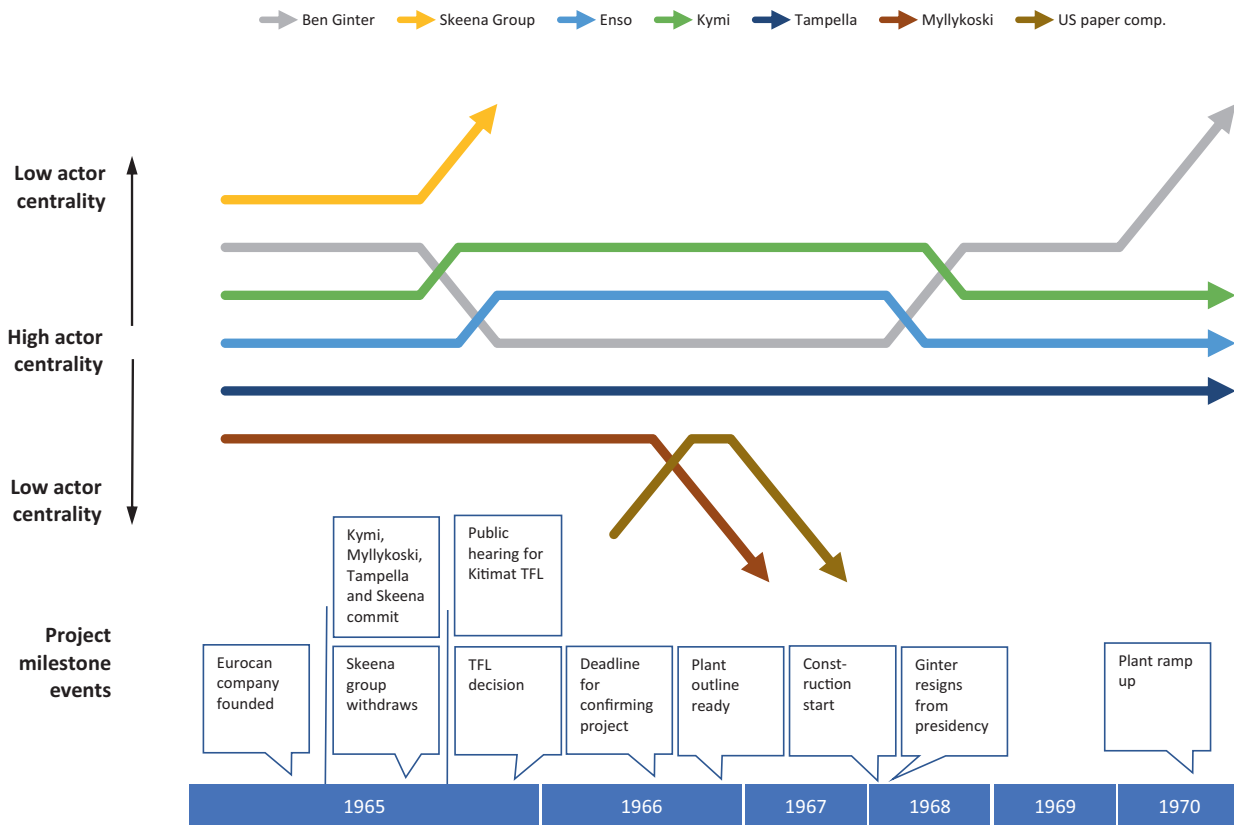 Ben Ginter
Skeena Group
Enso
Kymi
Tampella
Myllykoski
US paper comp.
Low actor
centrality
High actor
centrality
Low actor
centrality
Project
milestone
events
Kymi,
Myllykoski,
Tampella
and Skeena
commit
Public
hearing for
Kitimat TFL
Eurocan
company
founded
Skeena
group
withdraws
TFL
decision
Deadline
for
confirming
project
Plant
outline
ready
Const-
ruction
start
Ginter
resigns
from
presidency
Plant ramp
up
1965
1966
1967
1968
1969
1970